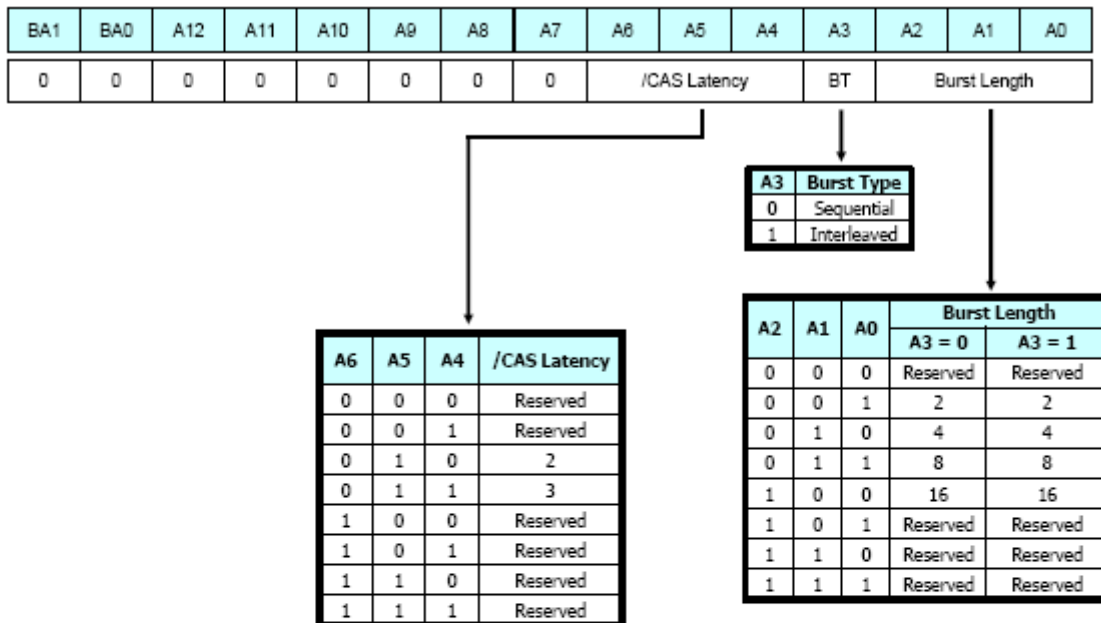 BA1 BA0 A12 A11 A10 A9 A8 A7 A6 A5 A4 A3 A2 A1 A0
0 0 0 0 0 0 0 0 /CAS Latency BT Burst Length
A3 Burst Type
0 Sequential
1 Interleaved
A6 A5 A4 /CAS Latency
0 0 0 Reserved
0 0 1 Reserved
0 1 0 2
0 1 1 3
1 0 0 Reserved
1 0 1 Reserved
1 1 0 Reserved
1 1 1 Reserved
A2 A1 A0 Burst Length
A3 = 0 A3 = 1
0 0 0 Reserved Reserved
0 0 1 2 2
0 1 0 4 4
0 1 1 8 8
1 0 0 16 16
1 0 1 Reserved Reserved
1 1 0 Reserved Reserved
1 1 1 Reserved Reserved